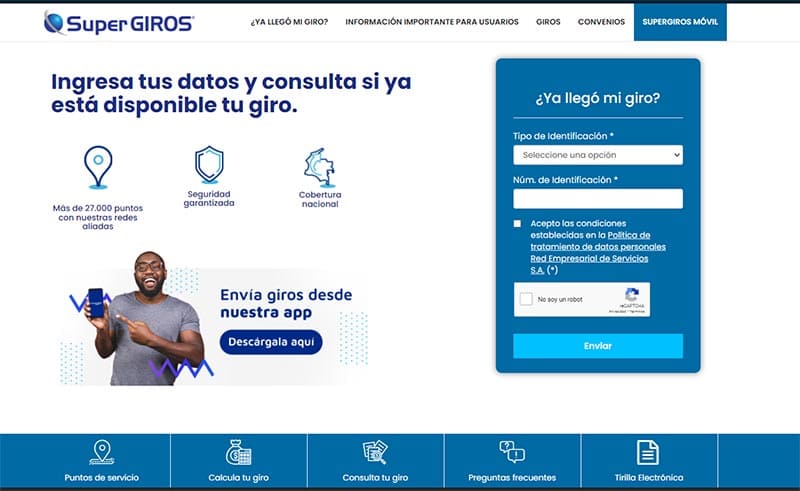 Super GIROS
¿YA LLEGÓ MI GIRO?
INFORMACIÓN IMPORTANTE PARA USUARIOS
GIROS
CONVENIOS
SUPERGIROS MÓVIL
Ingresa tus datos y consulta si ya
está disponible tu giro.
Más de 27.000 puntos
con nuestras redes
aliadas
Seguridad
garantizada
Cobertura
nacional
Envía giros desde
nuestra app
Descárgala aquí
¿Ya llegó mi giro?
Tipo de Identificación *
Seleccione una opción
Núm. de Identificación *
Acepto las condiciones
establecidas en la Política de
tratamiento de datos personales
Red Empresarial de Servicios
S.A. (*)
No soy un robot
reCAPTCHA
Privacidad - Términos
Enviar
Puntos de servicio
Calcula tu giro
Consulta tu giro
Preguntas frecuentes
Tirilla Electrónica